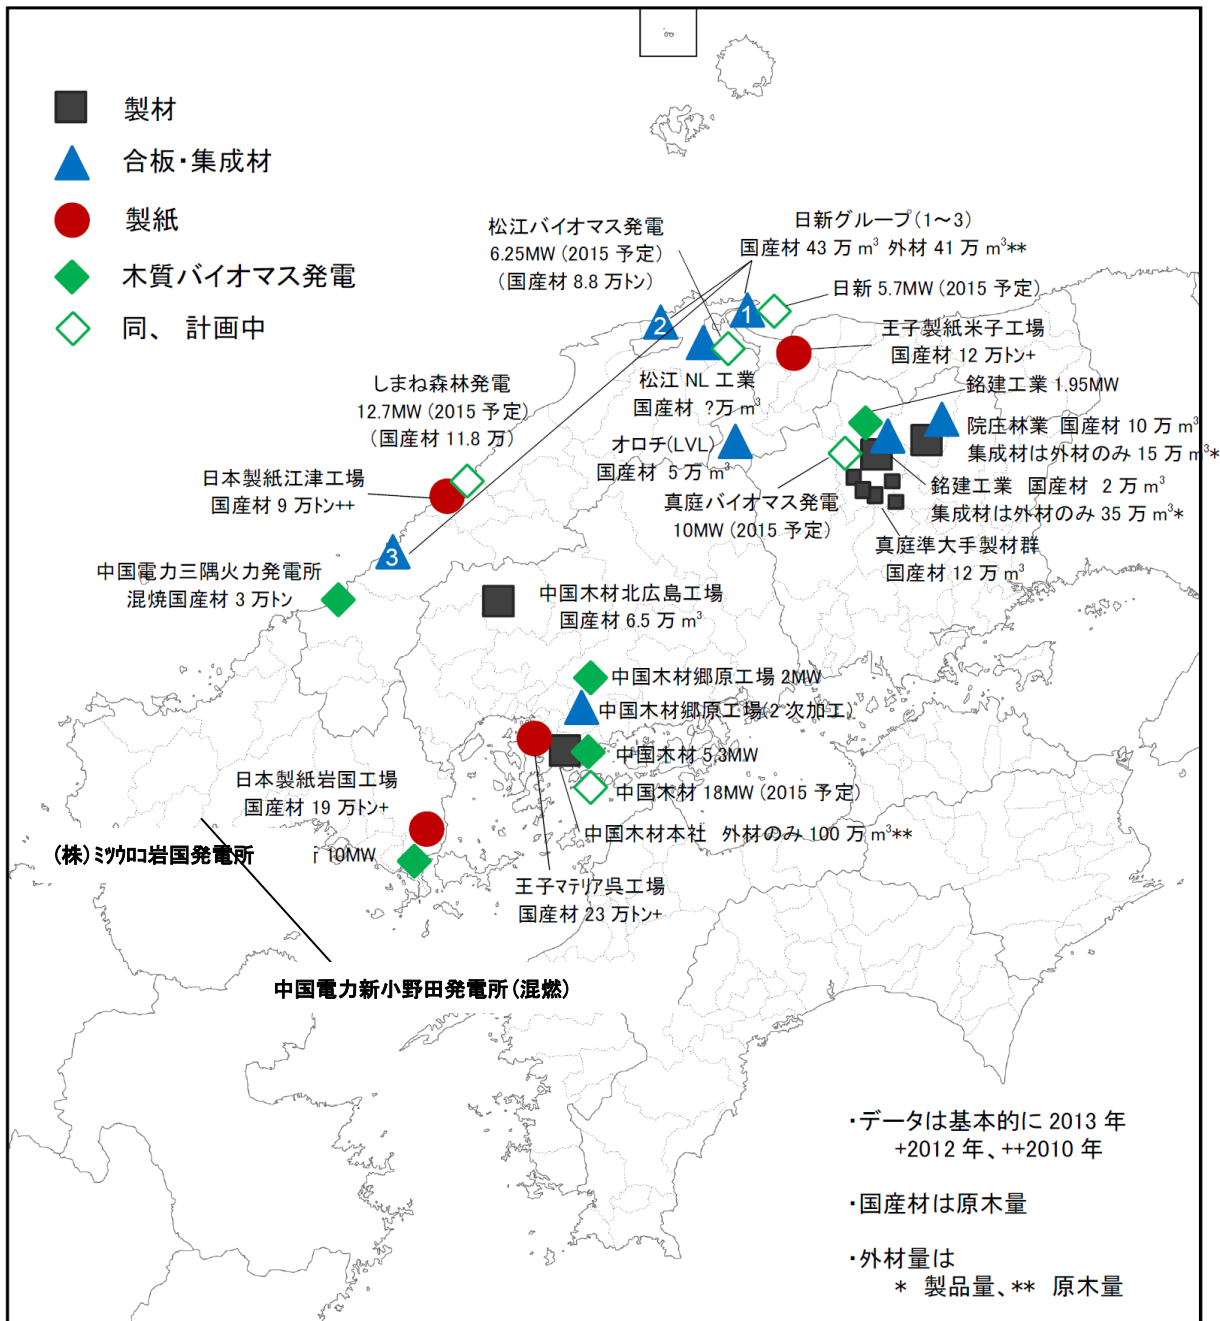 製材
合板・集成材
製紙
木質バイオマス発電
同、 計画中
松江バイオマス発電
6.25MW (2015 予定)
(国産材 8.8 万トン)
日新グループ(1~3)
国産材 43 万 m³ 外材 41 万 m³**
日新 5.7MW (2015 予定)
1
2
王子製紙米子工場
国産材 12 万トン+
松江 NL 工業
国産材 ?万 m³
銘建工業 1.95MW
しまね森林発電
12.7MW (2015 予定)
(国産材 11.8 万)
院庄林業 国産材 10 万 m³
集成材は外材のみ 15 万 m³*
オロチ(LVL)
国産材 5 万 m³
日本製紙江津工場
国産材 9 万トン++
真庭バイオマス発電
10MW (2015 予定)
銘建工業 国産材 2 万 m³
集成材は外材のみ 35 万 m³*
真庭準大手製材群
国産材 12 万 m³
3
中国電力三隅火力発電所
混焼国産材 3 万トン
中国木材北広島工場
国産材 6.5 万 m³
中国木材郷原工場 2MW
中国木材郷原工場(2 次加工)
中国木材 5.3MW
中国木材 18MW (2015 予定)
日本製紙岩国工場
国産材 19 万トン+
中国木材本社 外材のみ 100 万 m³**
(株)ミツウロコ岩国発電所
10MW
王子マテリア呉工場
国産材 23 万トン+
中国電力新小野田発電所(混燃)
・データは基本的に 2013 年
+2012 年、++2010 年
・国産材は原木量
・外材量は
* 製品量、** 原木量